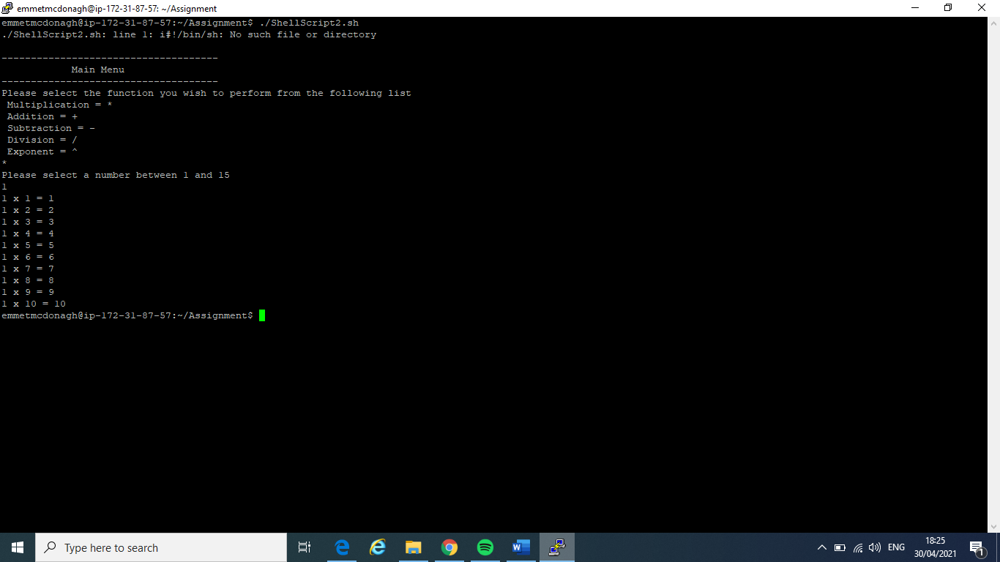 emmetmcdonagh@ip-172-31-87-57: ~/Assignment
emmetmcdonagh@ip-172-31-87-57:~/Assignment$ ./ShellScript2.sh
./ShellScript2.sh: line 1: i#!/bin/sh: No such file or directory
-------------------------------------
Main Menu
-------------------------------------
Please select the function you wish to perform from the following list
Multiplication = *
Addition = +
Subtraction = -
Division = /
Exponent = ^
*
Please select a number between 1 and 15
1
1 x 1 = 1
1 x 2 = 2
1 x 3 = 3
1 x 4 = 4
1 x 5 = 5
1 x 6 = 6
1 x 7 = 7
1 x 8 = 8
1 x 9 = 9
1 x 10 = 10
emmetmcdonagh@ip-172-31-87-57:~/Assignment$
Type here to search
ENG
18:25
30/04/2021
1